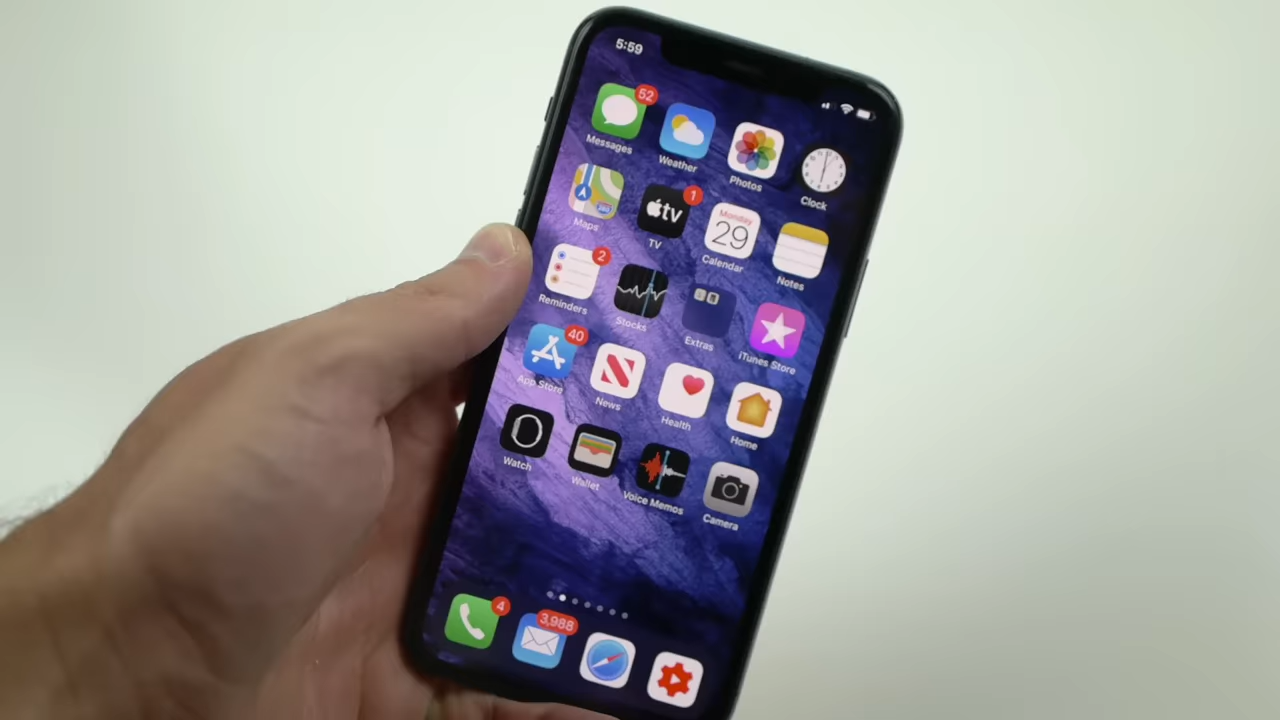 5:59
52
Messages
Weather
Photos
Clock
Maps
280
1
tv
TV
Monday
29
Calendar
Notes
2
Reminders
Stocks
Extras
iTunes Store
40
App Store
News
Health
Home
Watch
Wallet
Voice Memos
Camera
4
3,988